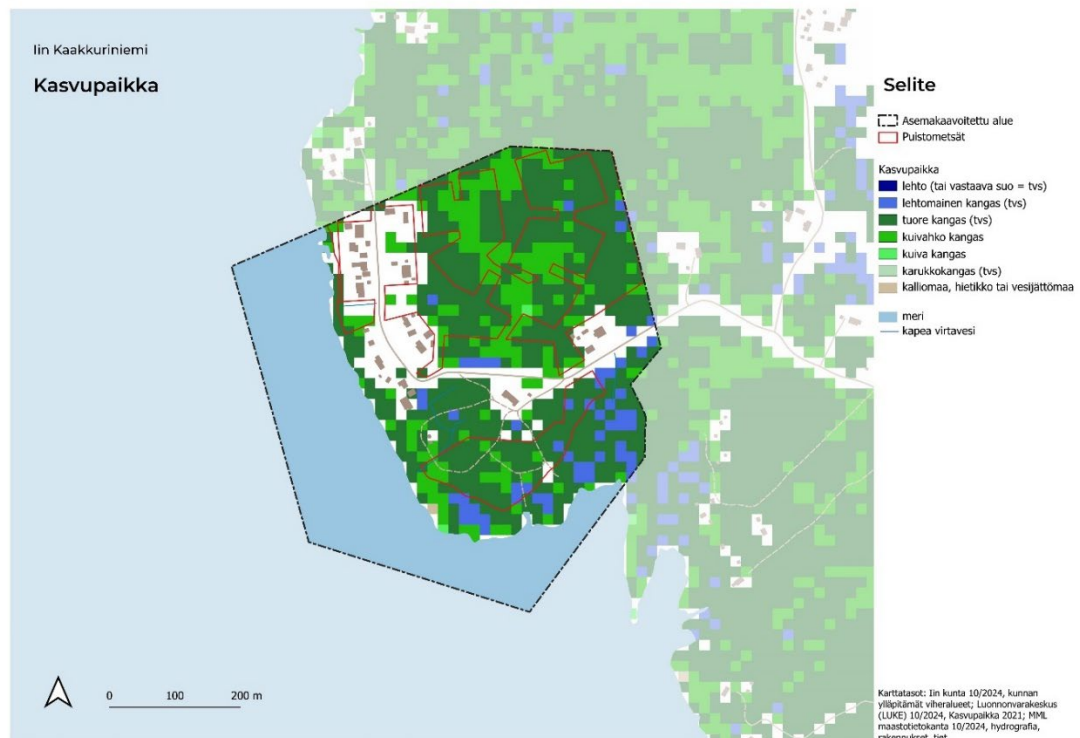 Iin Kaakkuriniemi
Kasvupaikka
Selite
Asemakaavoitettu alue
Puistometsät
Kasvupaikka
lehto (tai vastaava suo = tvs)
lehtomainen kangas (tvs)
tuore kangas (tvs)
kuivahko kangas
kuiva kangas
karukkokangas (tvs)
kalliomaa, hietikko tai vesijättömaa
meri
kapea virtavesi
0 100 200 m
Karttatasot: Iin kunta 10/2024, kunnan
ylläpitämät viheralueet; Luonnonvarakeskus
(LUKE) 10/2024, Kasvupaikka 2021; MML
maastotietokanta 10/2024, hydrografia,
rakennukset, tiet